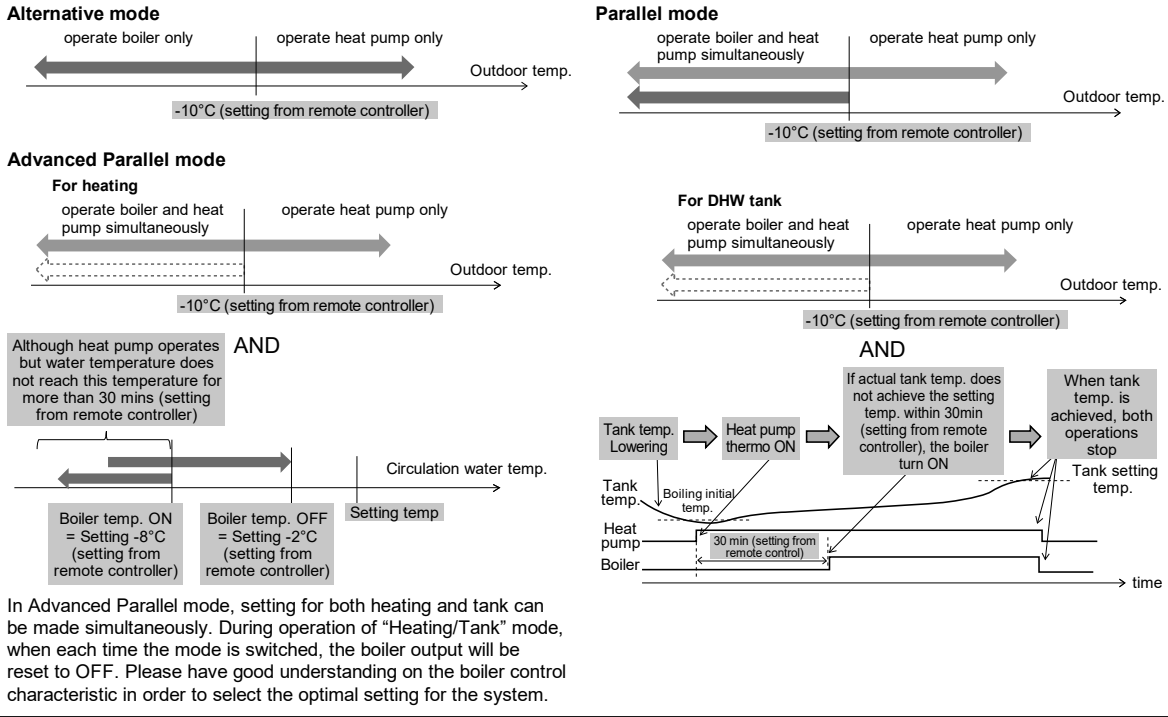 Alternative mode
operate boiler only
operate heat pump only
Outdoor temp.
-10°C (setting from remote controller)
Parallel mode
operate boiler and heat
pump simultaneously
operate heat pump only
Outdoor temp.
-10°C (setting from remote controller)
Advanced Parallel mode
For heating
operate boiler and heat
pump simultaneously
operate heat pump only
Outdoor temp.
-10°C (setting from remote controller)
AND
Although heat pump operates
but water temperature does
not reach this temperature for
more than 30 mins (setting
from remote controller)
Circulation water temp.
Boiler temp. ON
= Setting -8°C
(setting from
remote controller)
Boiler temp. OFF
= Setting -2°C
(setting from
remote controller)
Setting temp
For DHW tank
operate boiler and heat
pump simultaneously
operate heat pump only
Outdoor temp.
-10°C (setting from remote controller)
AND
Tank temp.
Lowering
Heat pump
thermo ON
If actual tank temp. does
not achieve the setting
temp. within 30min
(setting from remote
controller), the boiler
turn ON
When tank
temp. is
achieved, both
operations
stop
Tank setting
temp.
Tank
temp.
Boiling initial
temp.
Heat
pump
30 min (setting from
remote control)
Boiler
time
In Advanced Parallel mode, setting for both heating and tank can
be made simultaneously. During operation of “Heating/Tank” mode,
when each time the mode is switched, the boiler output will be
reset to OFF. Please have good understanding on the boiler control
characteristic in order to select the optimal setting for the system.